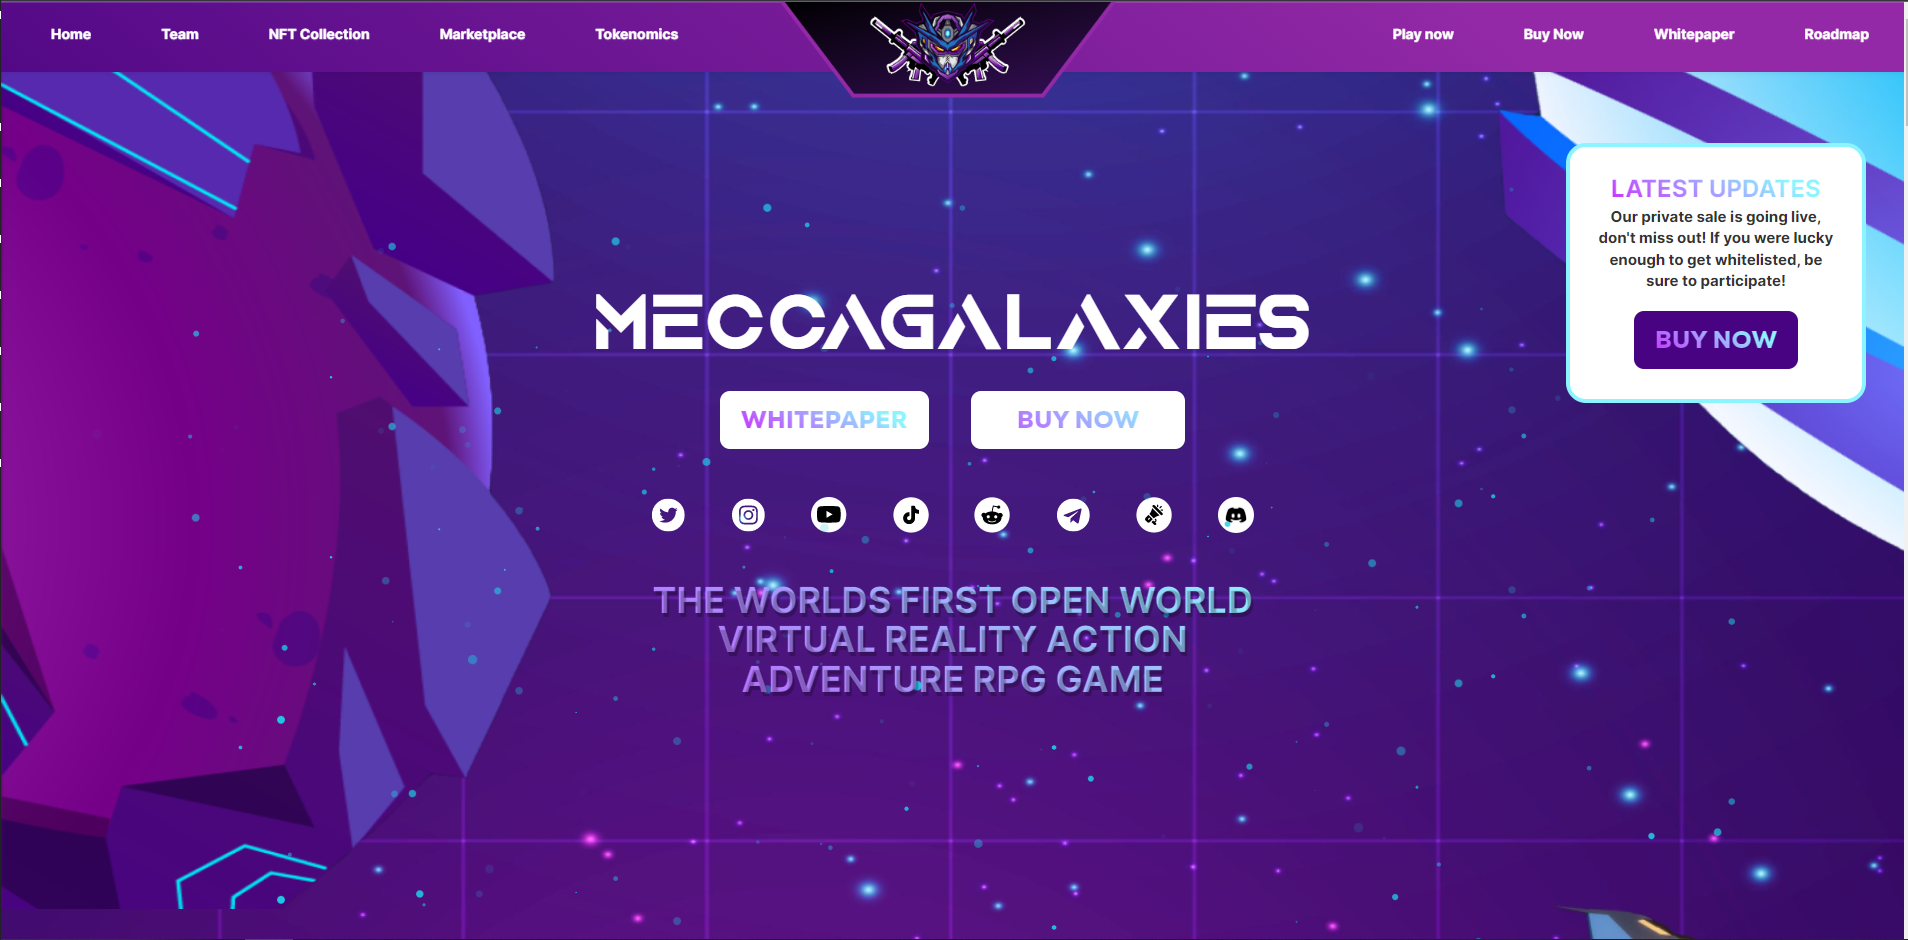 Home
Team
NFT Collection
Marketplace
Tokenomics
Play now
Buy Now
Whitepaper
Roadmap
LATEST UPDATES
Our private sale is going live,
don't miss out! If you were lucky
enough to get whitelisted, be
sure to participate!
BUY NOW
MECCAGALAXIES
WHITEPAPER
BUY NOW
THE WORLDS FIRST OPEN WORLD
VIRTUAL REALITY ACTION
ADVENTURE RPG GAME